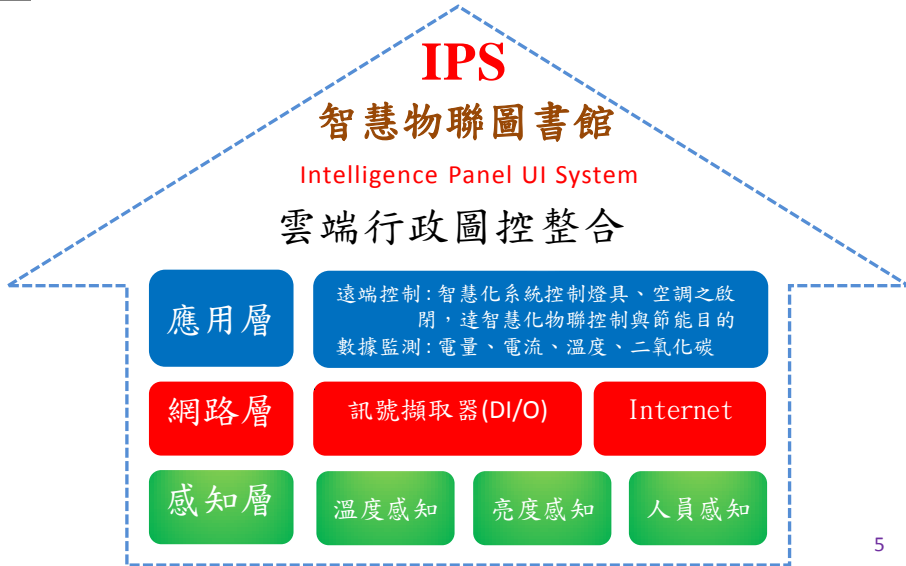 IPS
智慧物聯圖書館
Intelligence Panel UI System
雲端行政圖控整合
應用層
遠端控制:智慧化系統控制燈具、空調之啟
閉,達智慧化物聯控制與節能目的
數據監測:電量、電流、溫度、二氧化碳
網路層
訊號擷取器(DI/O)
Internet
感知層
溫度感知
亮度感知
人員感知
5